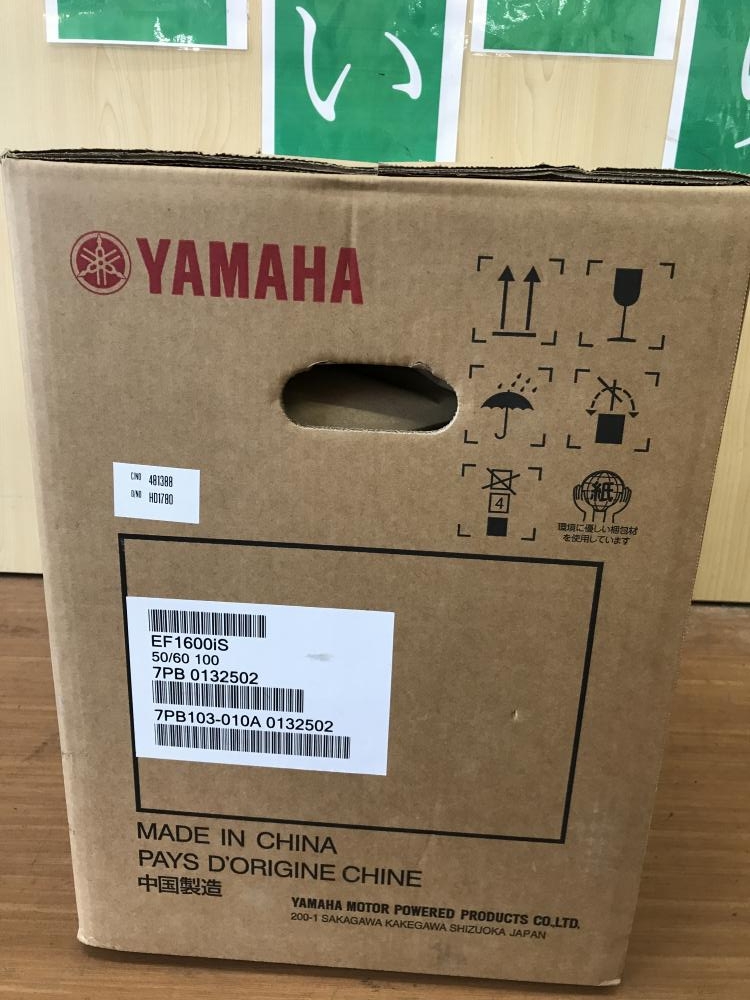 い
YAMAHA
C/NO 401308
D/NO HD1780
4
紙
環境に優しい梱包材
を使用しています
EF1600iS
50/60 100
7PB 0132502
7PB103-010A 0132502
MADE IN CHINA
PAYS D'ORIGINE CHINE
中国製造
YAMAHA MOTOR POWERED PRODUCTS CO.,LTD.
200-1 SAKAGAWA KAKEGAWA SHIZUOKA JAPAN